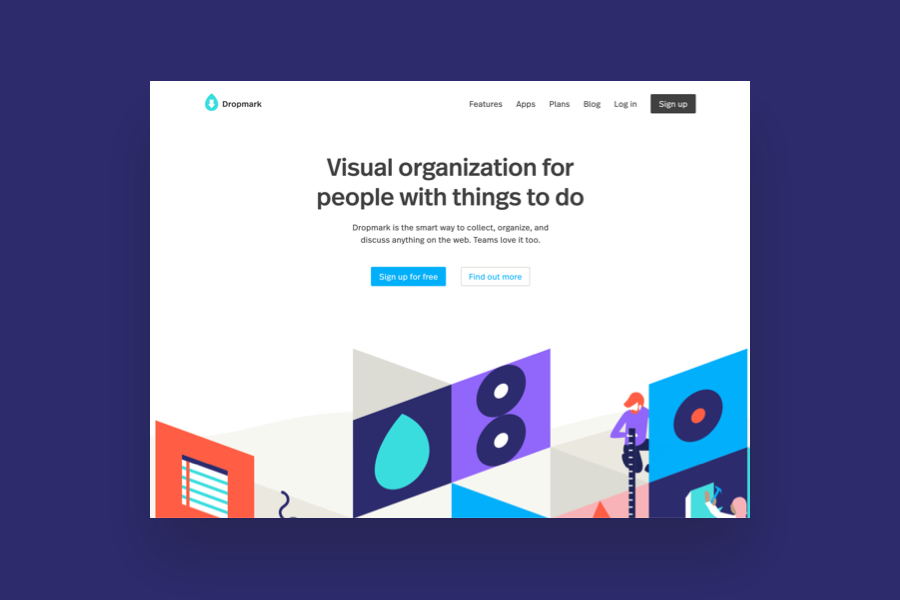 Dropmark
Features Apps Plans Blog Log in Sign up
Visual organization for
people with things to do
Dropmark is the smart way to collect, organize, and
discuss anything on the web. Teams love it too.
Sign up for free Find out more